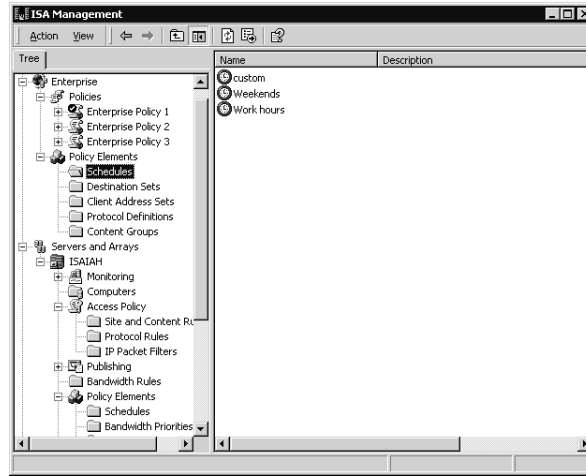 ISA Management
Action View
Tree
Name Description
Enterprise
Policies
Enterprise Policy 1
Enterprise Policy 2
Enterprise Policy 3
Policy Elements
Schedules
Destination Sets
Client Address Sets
Protocol Definitions
Content Groups
Servers and Arrays
ISAIAH
Monitoring
Computers
Access Policy
Site and Content Ru
Protocol Rules
IP Packet Filters
Publishing
Bandwidth Rules
Policy Elements
Schedules
Bandwidth Priorities
custom
Weekends
Work hours